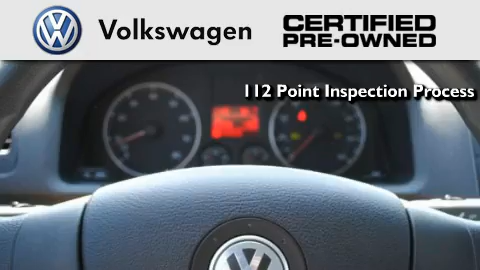 Volkswagen
CERTIFIED
PRE-OWNED
112 Point Inspection Process